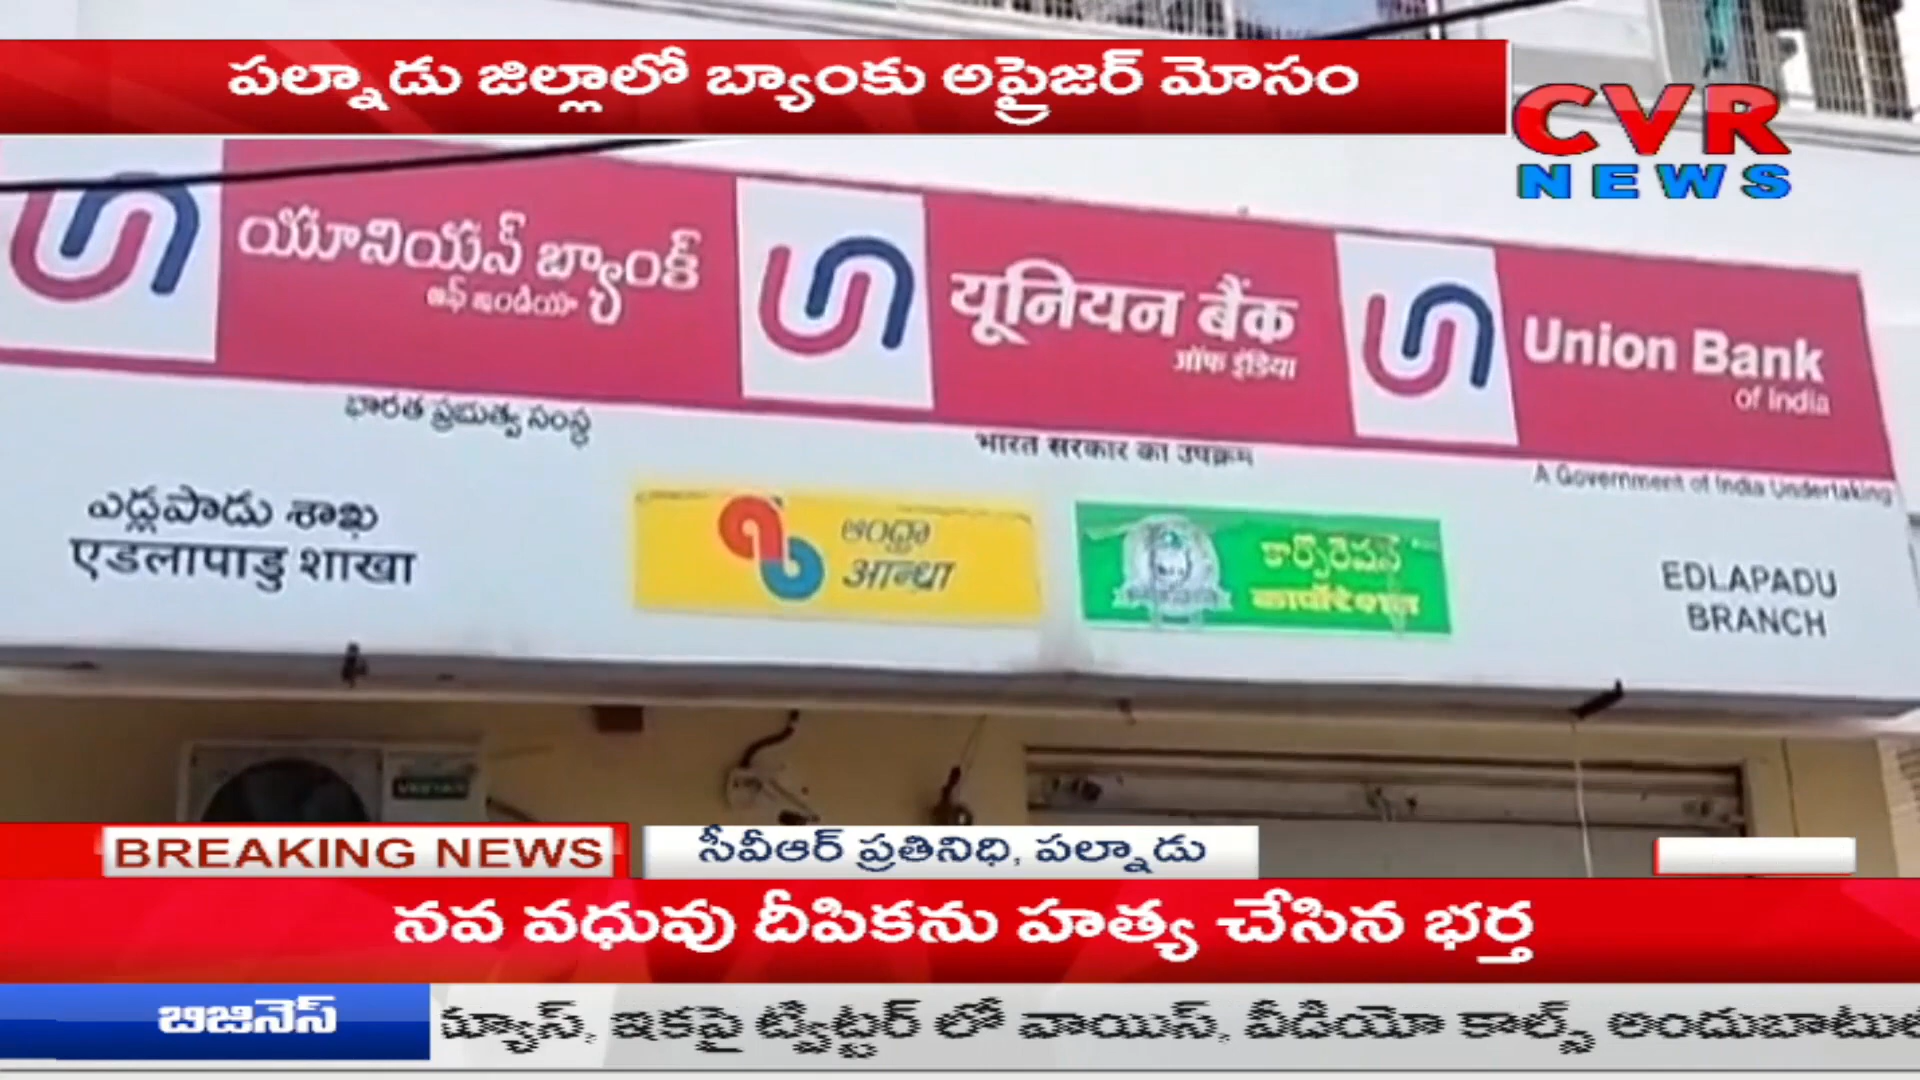 పల్నాడు జిల్లాలో బ్యాంకు అప్రైజర్ మోసం
CVR
NEWS
యూనియన్ బ్యాంక్
ఆఫ్ ఇండియా
यूनियन बैंक
ऑफ इंडिया
Union Bank
of India
భారత ప్రభుత్వ సంస్థ
भारत सरकार का उपक्रम
A Government of India Undertaking
ఎడ్లపాడు శాఖ
एडलापाडु शाखा
ఆంధ్రా
आन्ध्रा
కార్పొరేషన్
कार्पोरेशन
EDLAPADU
BRANCH
BREAKING NEWS
సీవీఆర్ ప్రతినిధి, పల్నాడు
నవ వధువు దీపికను హత్య చేసిన భర్త
బిజినెస్
న్యూస్, ఇకపై ట్విట్టర్ లో వాయిస్, వీడియో కాల్స్ అందుబాటుల